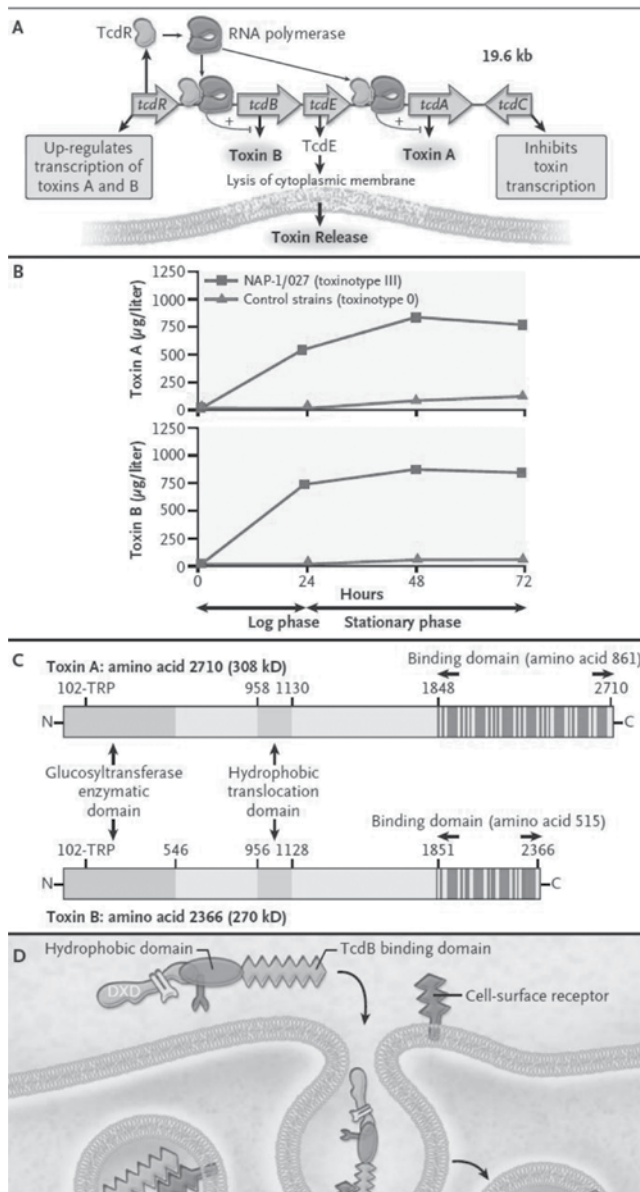 A
TcdR
RNA polymerase
19.6 kb
tcdR
tcdB
tcdE
tcdA
tcdC
+
+
Up-regulates
transcription of
toxins A and B
Toxin B
TcdE
Toxin A
Inhibits
toxin
transcription
Lysis of cytoplasmic membrane
Toxin Release
B
NAP-1/027 (toxinotype III)
Control strains (toxinotype 0)
Toxin A (µg/liter)
1250
1000
750
500
250
0
Toxin B (µg/liter)
1250
1000
750
500
250
0
0 24 48 72
Hours
Log phase Stationary phase
C
Toxin A: amino acid 2710 (308 kD)
Binding domain (amino acid 861)
102-TRP 958 1130 1848 2710
N C
Glucosyltransferase
enzymatic
domain
Hydrophobic
translocation
domain
Binding domain (amino acid 515)
102-TRP 546 956 1128 1851 2366
N C
Toxin B: amino acid 2366 (270 kD)
D
Hydrophobic domain
TcdB binding domain
DXD
Cell-surface receptor